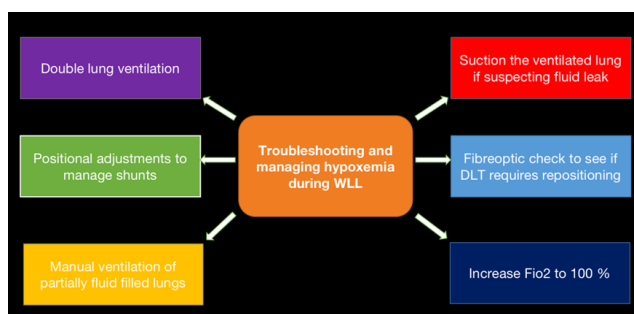 Double lung ventilation
Suction the ventilated lung
if suspecting fluid leak
Troubleshooting and
managing hypoxemia
during WLL
Positional adjustments to
manage shunts
Fibreoptic check to see if
DLT requires repositioning
Manual ventilation of
partially fluid filled lungs
Increase Fio2 to 100 %